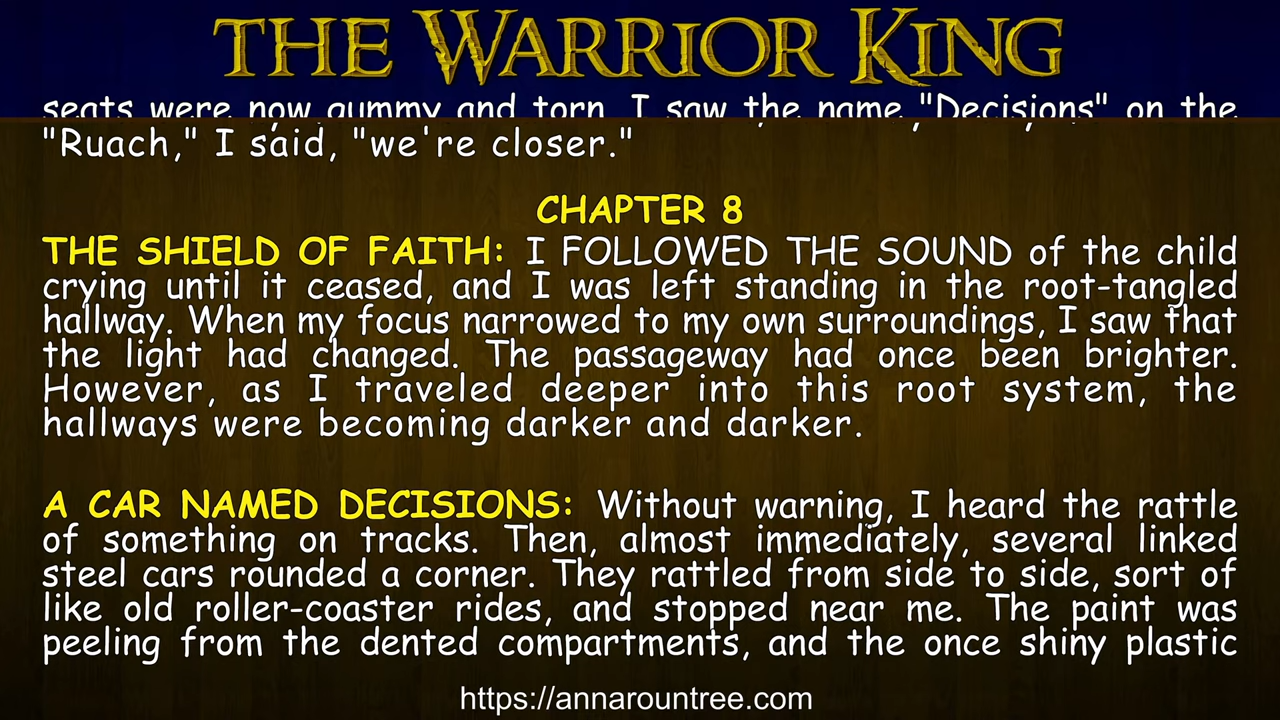 THE WARRIOR KING
seats were now gummy and torn. I saw the name "Decisions" on the
"Ruach," I said, "we're closer."
CHAPTER 8
THE SHIELD OF FAITH: I FOLLOWED THE SOUND of the child
crying until it ceased, and I was left standing in the root-tangled
hallway. When my focus narrowed to my own surroundings, I saw that
the light had changed. The passageway had once been brighter.
However, as I traveled deeper into this root system, the
hallways were becoming darker and darker.
A CAR NAMED DECISIONS: Without warning, I heard the rattle
of something on tracks. Then, almost immediately, several linked
steel cars rounded a corner. They rattled from side to side, sort of
like old roller-coaster rides, and stopped near me. The paint was
peeling from the dented compartments, and the once shiny plastic
https://annarountree.com